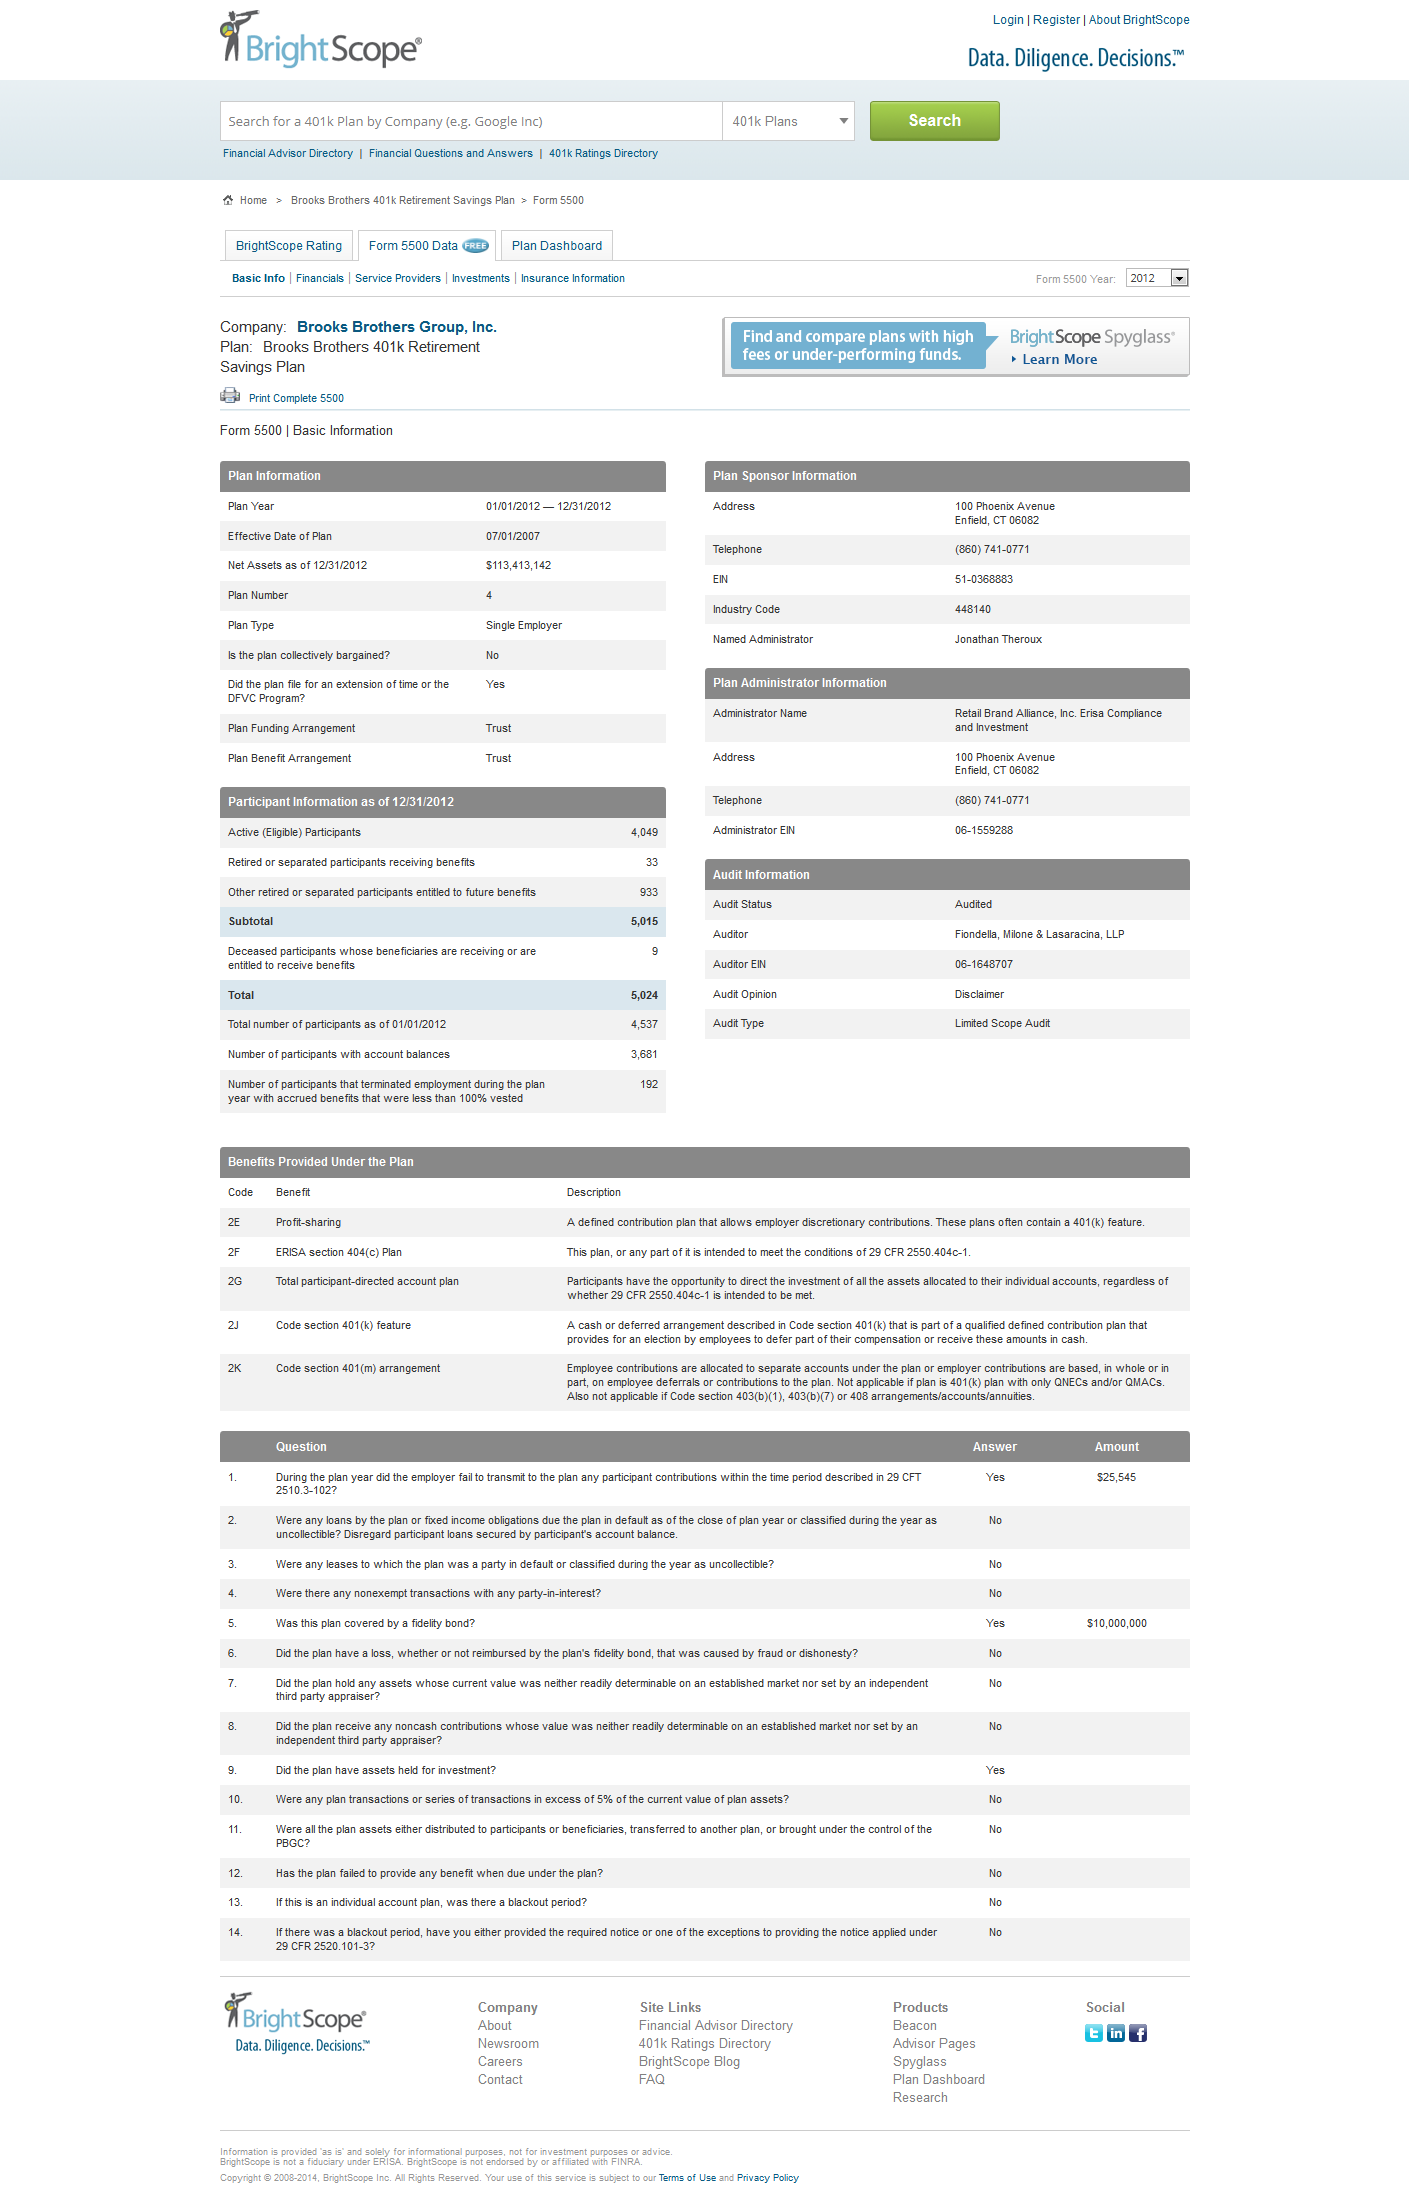 BrightScope®
Login | Register | About BrightScope
Data. Diligence. Decisions.™
Search for a 401k Plan by Company (e.g. Google Inc)
401k Plans
Search
Financial Advisor Directory | Financial Questions and Answers | 401k Ratings Directory
Home > Brooks Brothers 401k Retirement Savings Plan > Form 5500
BrightScope Rating
Form 5500 Data FREE
Plan Dashboard
Basic Info | Financials | Service Providers | Investments | Insurance Information
Form 5500 Year: 2012
Company: Brooks Brothers Group, Inc.
Plan: Brooks Brothers 401k Retirement
Savings Plan
Find and compare plans with high
fees or under-performing funds.
BrightScope Spyglass®
Learn More
Print Complete 5500
Form 5500 | Basic Information
Plan Information
Plan Year 01/01/2012 — 12/31/2012
Effective Date of Plan 07/01/2007
Net Assets as of 12/31/2012 $113,413,142
Plan Number 4
Plan Type Single Employer
Is the plan collectively bargained? No
Did the plan file for an extension of time or the Yes
DFVC Program?
Plan Funding Arrangement Trust
Plan Benefit Arrangement Trust
Participant Information as of 12/31/2012
Active (Eligible) Participants 4,049
Retired or separated participants receiving benefits 33
Other retired or separated participants entitled to future benefits 933
Subtotal 5,015
Deceased participants whose beneficiaries are receiving or are 9
entitled to receive benefits
Total 5,024
Total number of participants as of 01/01/2012 4,537
Number of participants with account balances 3,681
Number of participants that terminated employment during the plan 192
year with accrued benefits that were less than 100% vested
Plan Sponsor Information
Address 100 Phoenix Avenue
Enfield, CT 06082
Telephone (860) 741-0771
EIN 51-0368883
Industry Code 448140
Named Administrator Jonathan Theroux
Plan Administrator Information
Administrator Name Retail Brand Alliance, Inc. Erisa Compliance
and Investment
Address 100 Phoenix Avenue
Enfield, CT 06082
Telephone (860) 741-0771
Administrator EIN 06-1559288
Audit Information
Audit Status Audited
Auditor Fiondella, Milone & Lasaracina, LLP
Auditor EIN 06-1648707
Audit Opinion Disclaimer
Audit Type Limited Scope Audit
Benefits Provided Under the Plan
Code Benefit Description
2E Profit-sharing A defined contribution plan that allows employer discretionary contributions. These plans often contain a 401(k) feature.
2F ERISA section 404(c) Plan This plan, or any part of it is intended to meet the conditions of 29 CFR 2550.404c-1.
2G Total participant-directed account plan Participants have the opportunity to direct the investment of all the assets allocated to their individual accounts, regardless of
whether 29 CFR 2550.404c-1 is intended to be met.
2J Code section 401(k) feature A cash or deferred arrangement described in Code section 401(k) that is part of a qualified defined contribution plan that
provides for an election by employees to defer part of their compensation or receive these amounts in cash.
2K Code section 401(m) arrangement Employee contributions are allocated to separate accounts under the plan or employer contributions are based, in whole or in
part, on employee deferrals or contributions to the plan. Not applicable if plan is 401(k) plan with only QNECs and/or QMACs.
Also not applicable if Code section 403(b)(1), 403(b)(7) or 408 arrangements/accounts/annuities.
Question Answer Amount
1. During the plan year did the employer fail to transmit to the plan any participant contributions within the time period described in 29 CFT Yes $25,545
2510.3-102?
2. Were any loans by the plan or fixed income obligations due the plan in default as of the close of plan year or classified during the year as No
uncollectible? Disregard participant loans secured by participant's account balance.
3. Were any leases to which the plan was a party in default or classified during the year as uncollectible? No
4. Were there any nonexempt transactions with any party-in-interest? No
5. Was this plan covered by a fidelity bond? Yes $10,000,000
6. Did the plan have a loss, whether or not reimbursed by the plan's fidelity bond, that was caused by fraud or dishonesty? No
7. Did the plan hold any assets whose current value was neither readily determinable on an established market nor set by an independent No
third party appraiser?
8. Did the plan receive any noncash contributions whose value was neither readily determinable on an established market nor set by an No
independent third party appraiser?
9. Did the plan have assets held for investment? Yes
10. Were any plan transactions or series of transactions in excess of 5% of the current value of plan assets? No
11. Were all the plan assets either distributed to participants or beneficiaries, transferred to another plan, or brought under the control of the No
PBGC?
12. Has the plan failed to provide any benefit when due under the plan? No
13. If this is an individual account plan, was there a blackout period? No
14. If there was a blackout period, have you either provided the required notice or one of the exceptions to providing the notice applied under No
29 CFR 2520.101-3?
BrightScope®
Data. Diligence. Decisions.™
Company
About
Newsroom
Careers
Contact
Site Links
Financial Advisor Directory
401k Ratings Directory
BrightScope Blog
FAQ
Products
Beacon
Advisor Pages
Spyglass
Plan Dashboard
Research
Social
Information is provided 'as is' and solely for informational purposes, not for investment purposes or advice.
BrightScope is not a fiduciary under ERISA. BrightScope is not endorsed by or affiliated with FINRA.
Copyright © 2008-2014, BrightScope Inc. All Rights Reserved. Your use of this service is subject to our Terms of Use and Privacy Policy